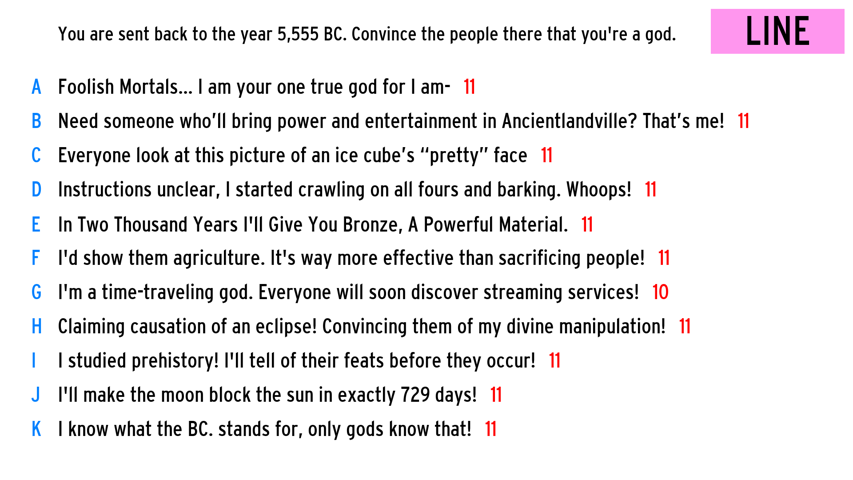 You are sent back to the year 5,555 BC. Convince the people there that you're a god.
LINE
A Foolish Mortals... I am your one true god for I am- 11
B Need someone who’ll bring power and entertainment in Ancientlandville? That’s me! 11
C Everyone look at this picture of an ice cube’s “pretty” face 11
D Instructions unclear, I started crawling on all fours and barking. Whoops! 11
E In Two Thousand Years I'll Give You Bronze, A Powerful Material. 11
F I'd show them agriculture. It's way more effective than sacrificing people! 11
G I'm a time-traveling god. Everyone will soon discover streaming services! 10
H Claiming causation of an eclipse! Convincing them of my divine manipulation! 11
I I studied prehistory! I'll tell of their feats before they occur! 11
J I'll make the moon block the sun in exactly 729 days! 11
K I know what the BC. stands for, only gods know that! 11